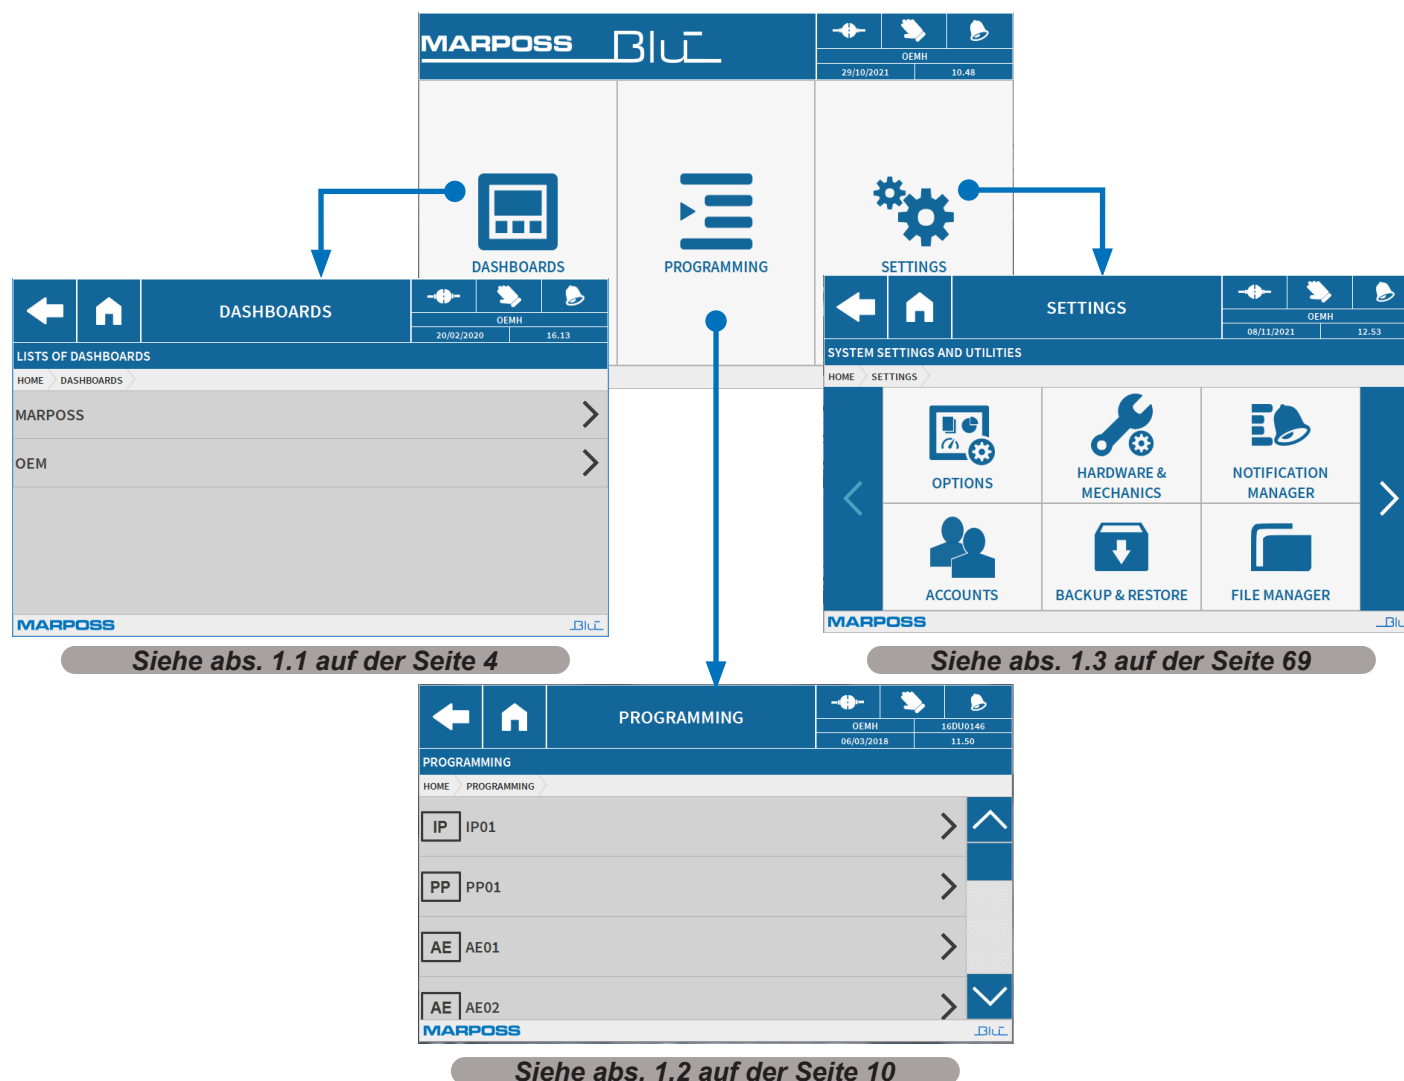 MARPOSS Blú
OEMH
29/10/2021 10.48
DASHBOARDS
PROGRAMMING
SETTINGS
DASHBOARDS
OEMH
20/02/2020 16.13
LISTS OF DASHBOARDS
HOME DASHBOARDS
MARPOSS
OEM
MARPOSS Blú
Siehe abs. 1.1 auf der Seite 4
SETTINGS
OEMH
08/11/2021 12.53
SYSTEM SETTINGS AND UTILITIES
HOME SETTINGS
OPTIONS
HARDWARE &
MECHANICS
NOTIFICATION
MANAGER
ACCOUNTS
BACKUP & RESTORE
FILE MANAGER
MARPOSS Blú
Siehe abs. 1.3 auf der Seite 69
PROGRAMMING
OEMH 16DU0146
06/03/2018 11.50
PROGRAMMING
HOME PROGRAMMING
IP IP01
PP PP01
AE AE01
AE AE02
MARPOSS Blú
Siehe abs. 1.2 auf der Seite 10